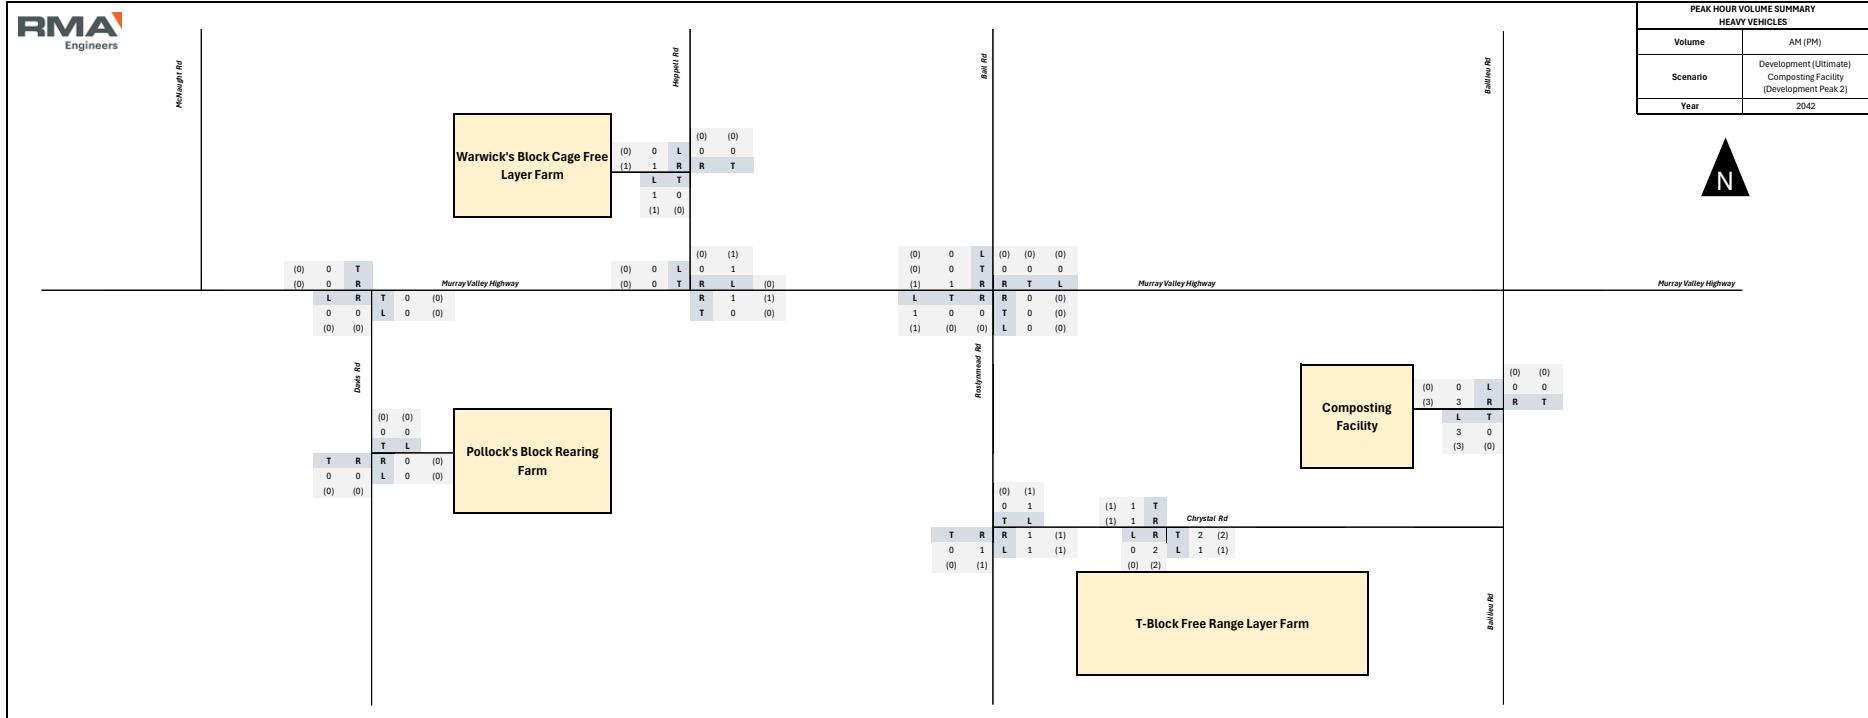 RMA
Engineers
PEAK HOUR VOLUME SUMMARY
HEAVY VEHICLES
Volume AM (PM)
Scenario Development (Ultimate)
Composting Facility
(Development Peak 2)
Year 2042
N
McNaught Rd
Heppell Rd
Ball Rd
Baillieu Rd
Warwick's Block Cage Free
Layer Farm
(0) (0)
(0) 0 L 0 0
(1) 1 R R T
L T
1 0
(1) (0)
(0) 0 T
(0) 0 R
L R T 0 (0)
0 0 L 0 (0)
(0) (0)
Murray Valley Highway
(0) (1)
(0) 0 L 0 1
(0) 0 T R L (0)
R 1 (1)
T 0 (0)
(0) 0 L (0) (0) (0)
(0) 0 T 0 0 0
(1) 1 R R T L
L T R R 0 (0)
1 0 0 T 0 (0)
(1) (0) (0) L 0 (0)
Murray Valley Highway
Murray Valley Highway
Davis Rd
Roslynmead Rd
(0) (0)
0 0
T L
T R R 0 (0)
0 0 L 0 (0)
(0) (0)
Pollock's Block Rearing
Farm
Composting
Facility
(0) (0)
(0) 0 L 0 0
(3) 3 R R T
L T
3 0
(3) (0)
(0) (1)
0 1
T L
T R R 1 (1)
0 1 L 1 (1)
(0) (1)
(1) 1 T
(1) 1 R
Chrystal Rd
L R T 2 (2)
0 2 L 1 (1)
(0) (2)
T-Block Free Range Layer Farm
Baillieu Rd